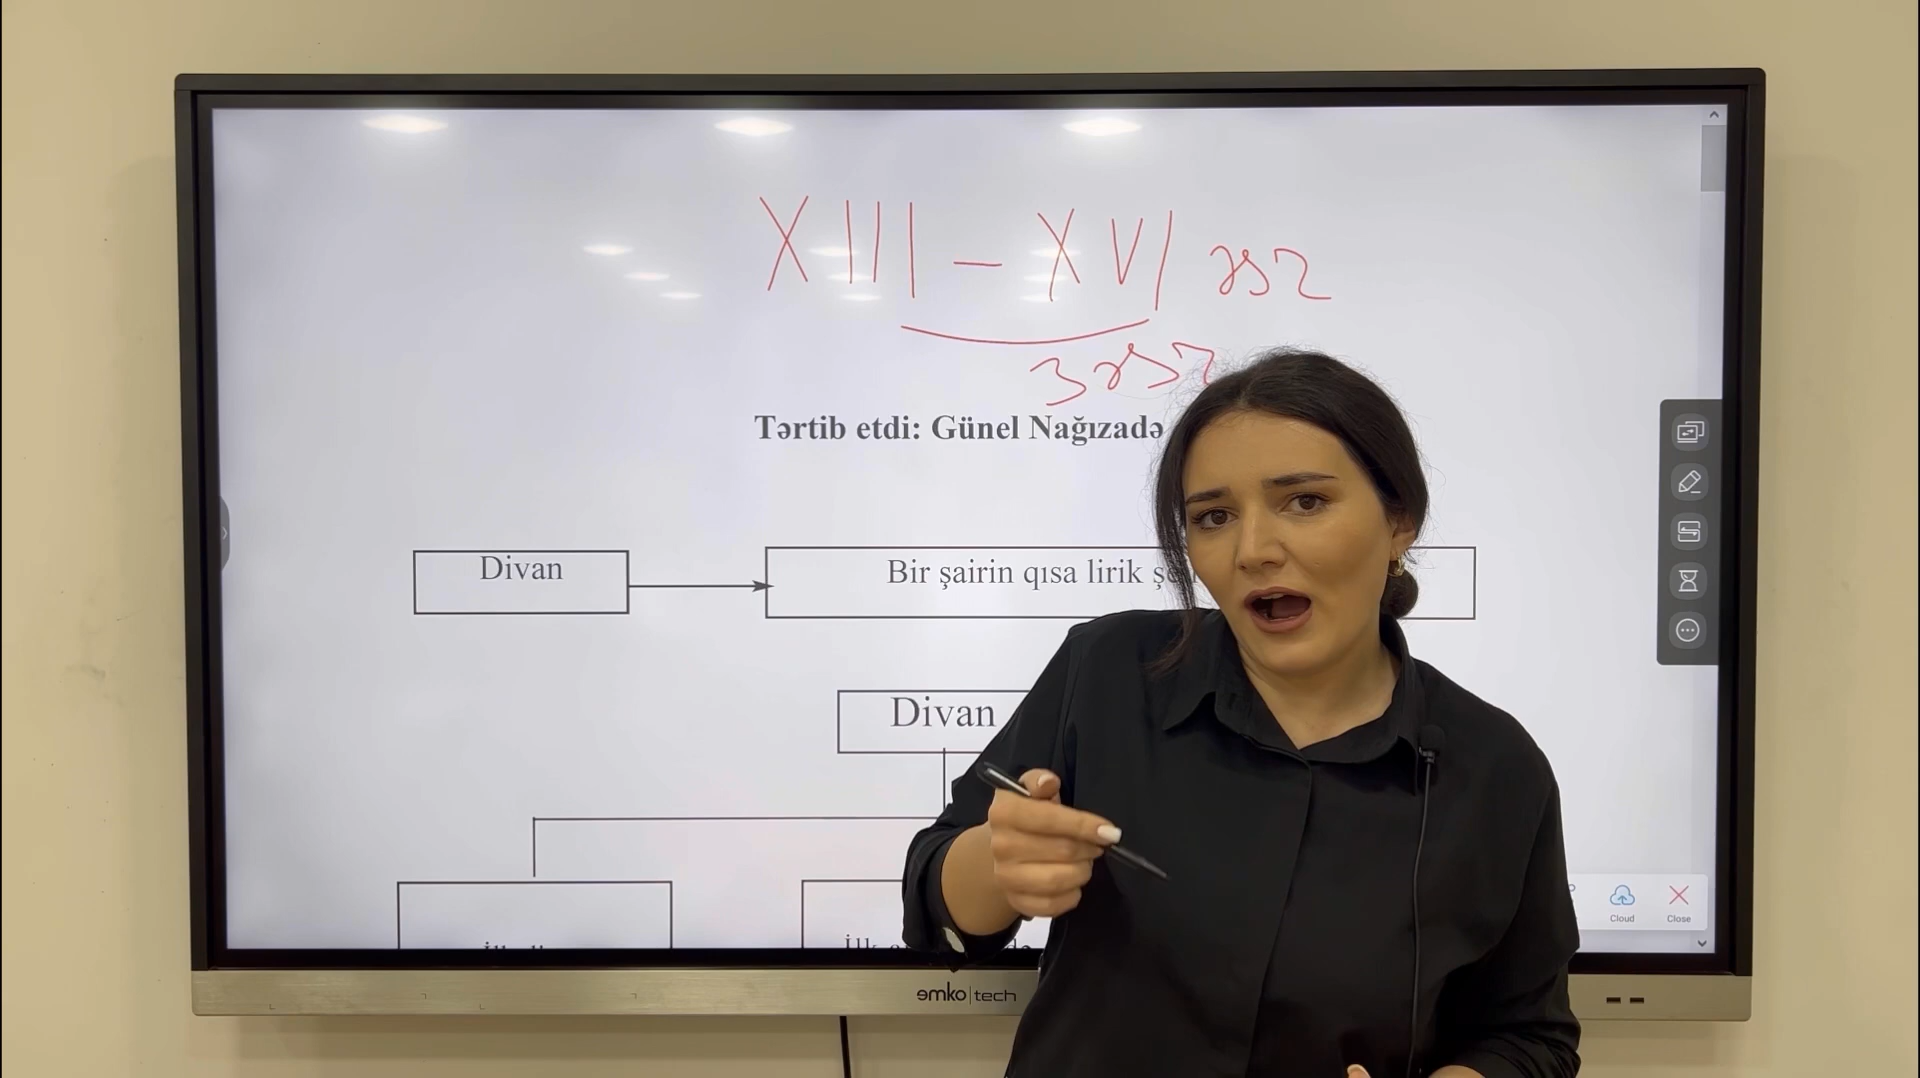 XIII - XVI əsr
3 əsr
Tərtib etdi: Günel Nağızadə
Divan
Bir şairin qısa lirik
Divan
İlk
Cloud
Close
emko|tech